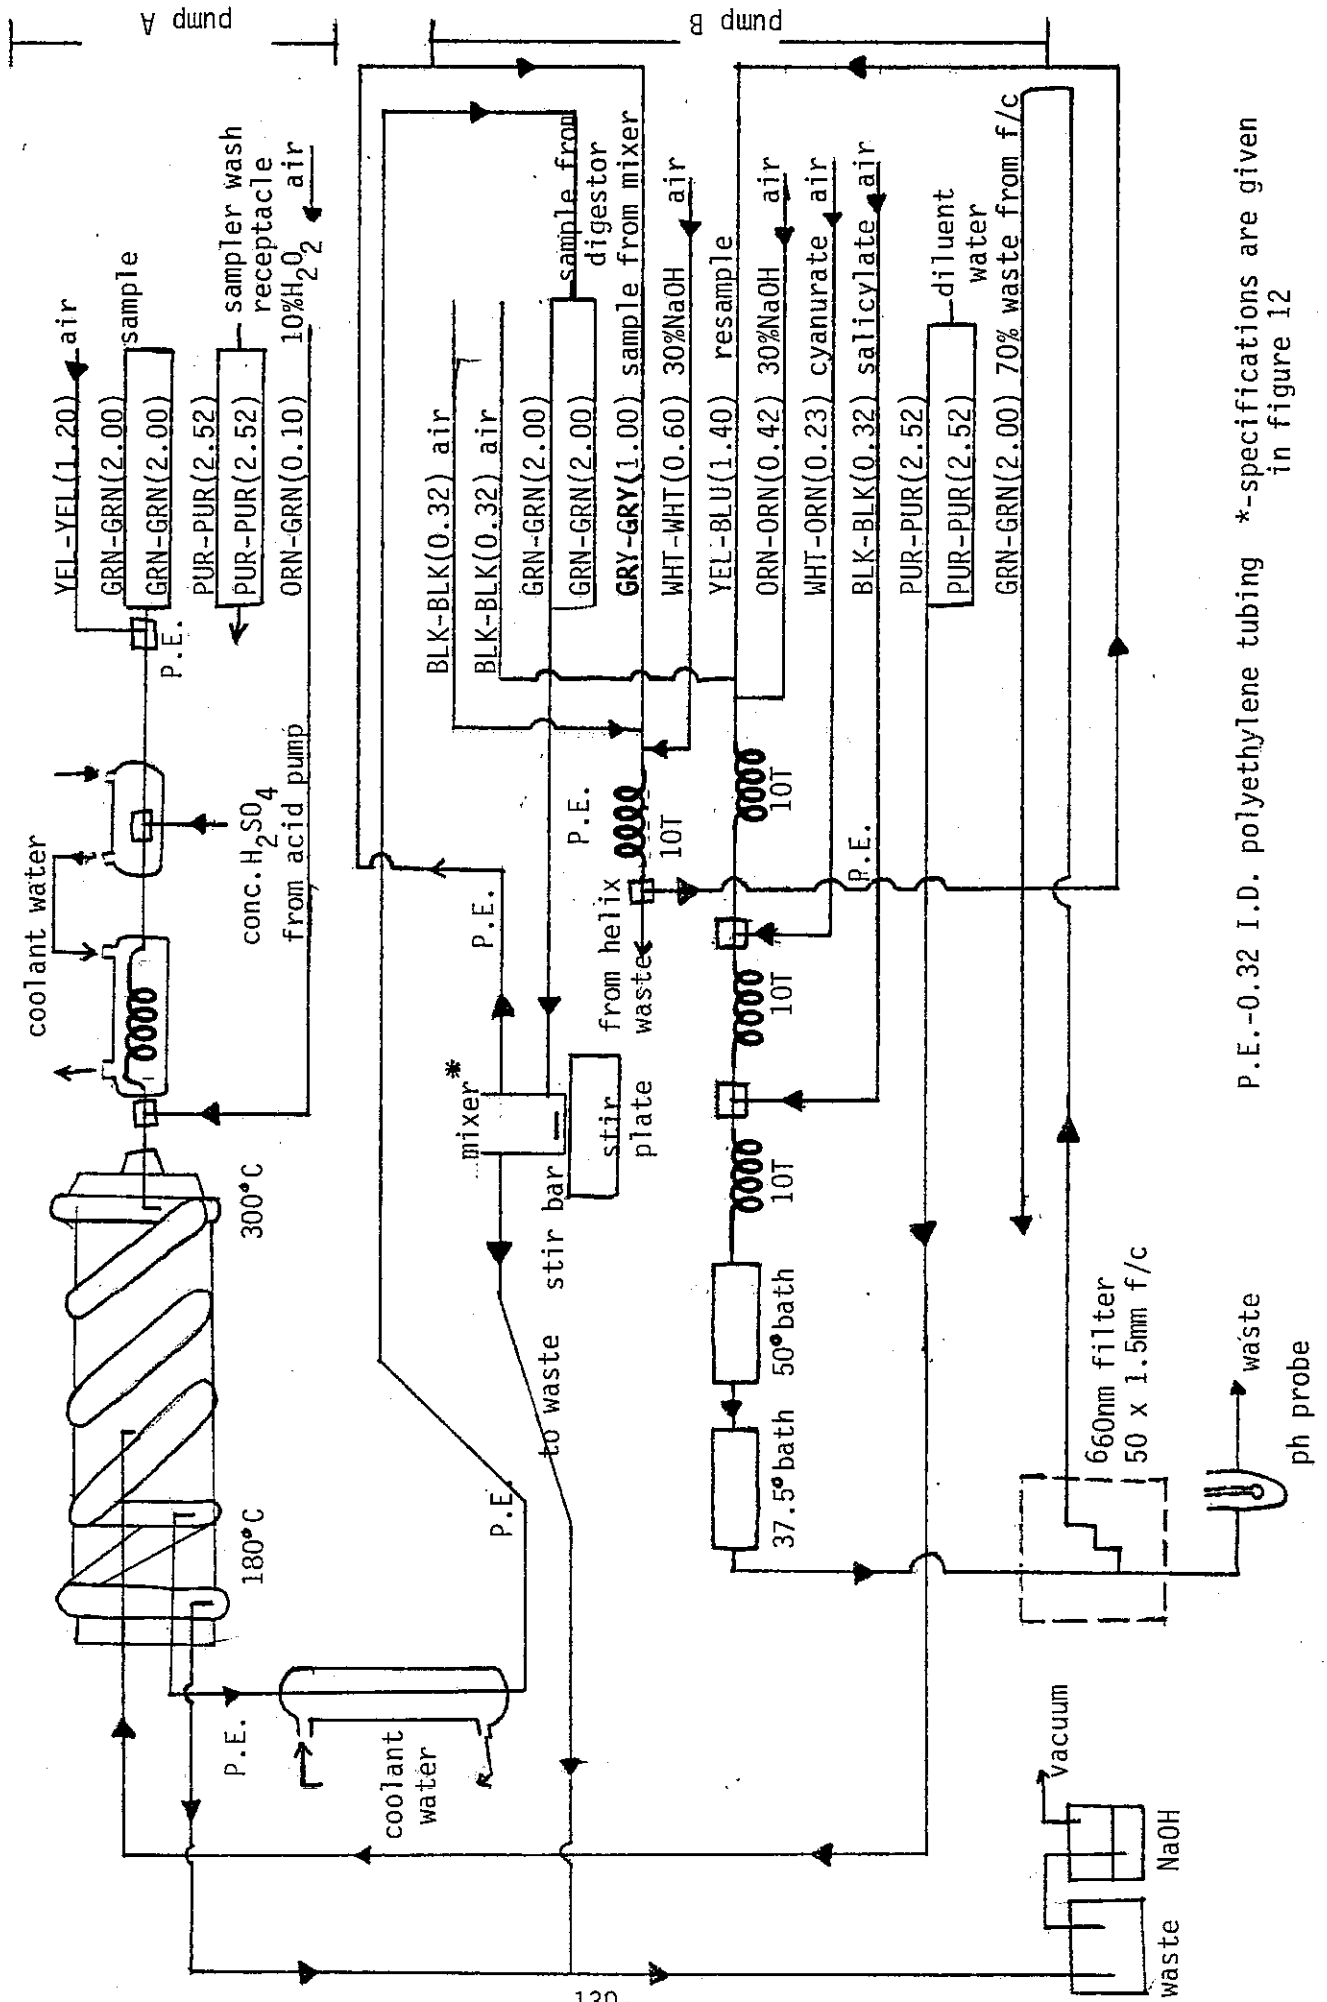 pump A
pump B
YEL-YEL(1.20) air
GRN-GRN(2.00) sample
GRN-GRN(2.00)
PUR-PUR(2.52) sampler wash
PUR-PUR(2.52) receptacle
ORN-GRN(0.10) 10%H2O2 air
P.E.
coolant water
conc.H2SO4
from acid pump
300°C
180°C
BLK-BLK(0.32) air
BLK-BLK(0.32) air
GRN-GRN(2.00)
GRN-GRN(2.00) sample from
digestor
GRY-GRY(1.00) sample from mixer
WHT-WHT(0.60) 30%NaOH air
YEL-BLU(1.40) resample
ORN-ORN(0.42) 30%NaOH air
WHT-ORN(0.23) cyanurate air
BLK-BLK(0.32) salicylate air
PUR-PUR(2.52) diluent
PUR-PUR(2.52) water
GRN-GRN(2.00) 70% waste from f/c
P.E.
P.E.
10T
10T
from helix
waste
P.E.
10T
10T
mixer*
stir bar
stir
plate
to waste
P.E.
P.E.
coolant
water
50°bath
37.5°bath
660nm filter
50 x 1.5mm f/c
waste
ph probe
vacuum
NaOH
waste
P.E.-0.32 I.D. polyethylene tubing *-specifications are given
in figure 12
130